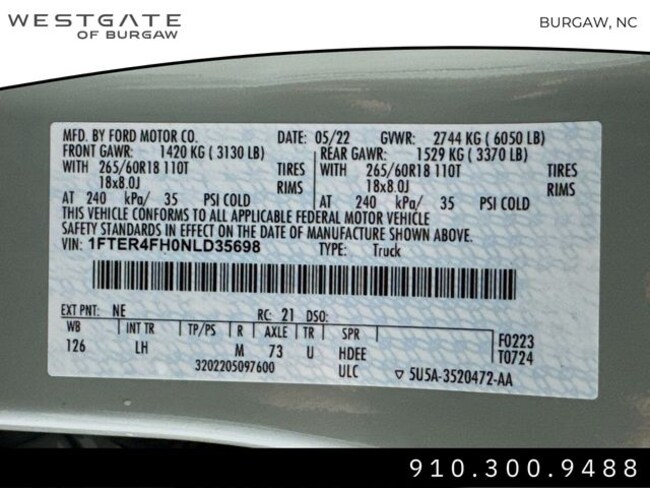 WESTGATE
OF BURGAW
BURGAW, NC
MFD. BY FORD MOTOR CO. DATE: 05/22 GVWR: 2744 KG (6050 LB)
FRONT GAWR: 1420 KG (3130 LB) REAR GAWR: 1529 KG (3370 LB)
WITH 265/60R18 110T TIRES WITH 265/60R18 110T TIRES
18x8.0J RIMS 18x8.0J RIMS
AT 240 kPa/ 35 PSI COLD AT 240 kPa/ 35 PSI COLD
THIS VEHICLE CONFORMS TO ALL APPLICABLE FEDERAL MOTOR VEHICLE
SAFETY STANDARDS IN EFFECT ON THE DATE OF MANUFACTURE SHOWN ABOVE.
VIN: 1FTER4FH0NLD35698 TYPE: Truck
EXT PNT: NE RC: 21 DSO:
WB INT TR TP/PS R AXLE TR SPR F0223
126 LH M 73 U HDEE T0724
3202205097600 ULC ▽ 5U5A-3520472-AA
910.300.9488